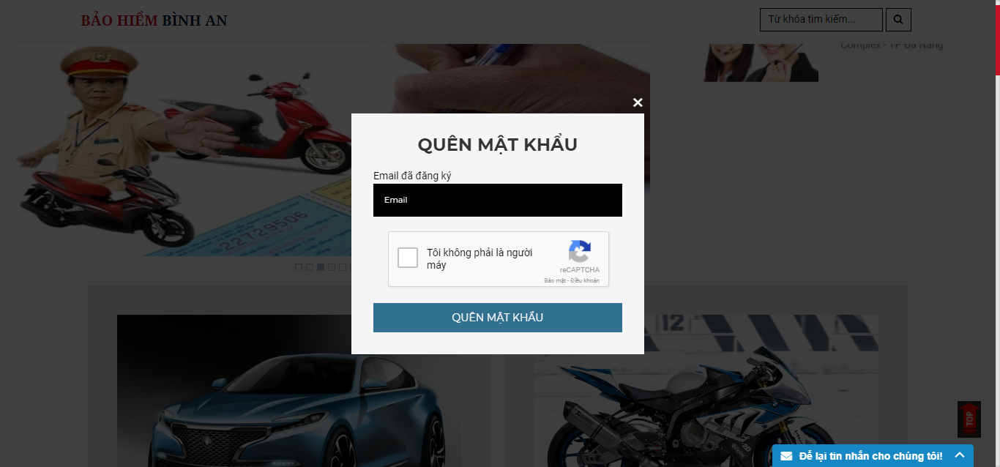 BẢO HIỂM BÌNH AN
Từ khóa tìm kiếm...
Complex - TP Đà Nẵng
22729506
QUÊN MẬT KHẨU
Email đã đăng ký
Email
Tôi không phải là người
máy
reCAPTCHA
Bảo mật - Điều khoản
QUÊN MẬT KHẨU
12
TOP
Để lại tin nhắn cho chúng tôi!